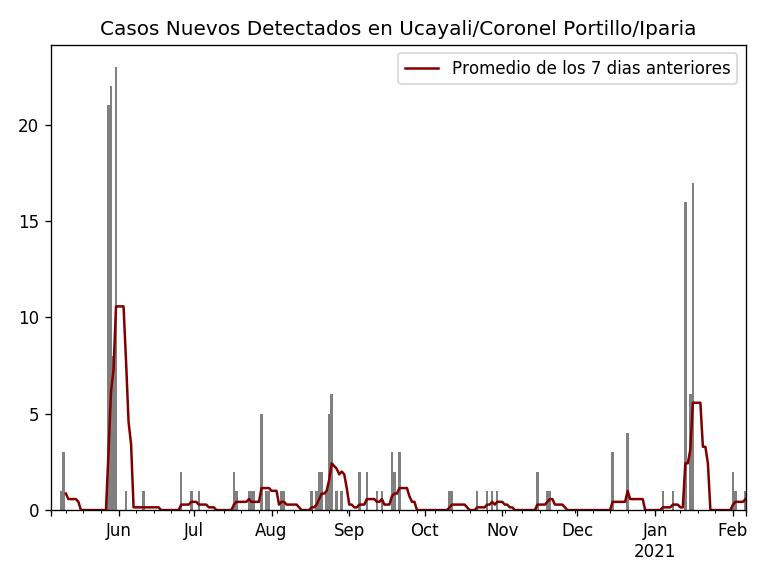 Casos Nuevos Detectados en Ucayali/Coronel Portillo/Iparia
Promedio de los 7 dias anteriores
20
15
10
5
0
Jun Jul Aug Sep Oct Nov Dec Jan Feb
2021